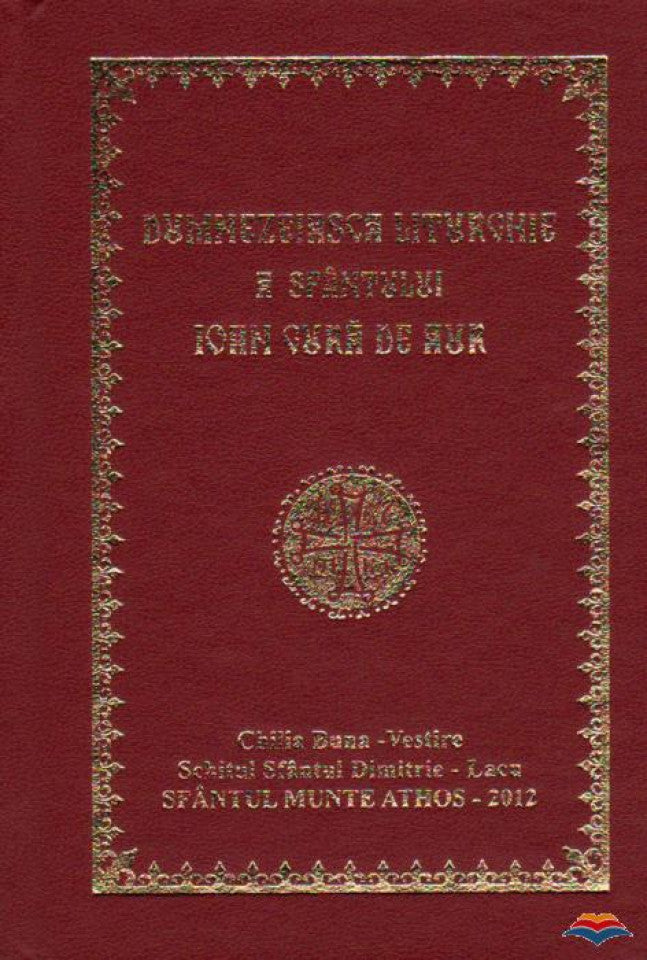 DUMNEZEIASCA LITURGHIE
A SFÂNTULUI
IOAN GURĂ DE AUR
Chilia Buna -Vestire
Schitul Sfântul Dimitrie - Lacu
SFÂNTUL MUNTE ATHOS - 2012